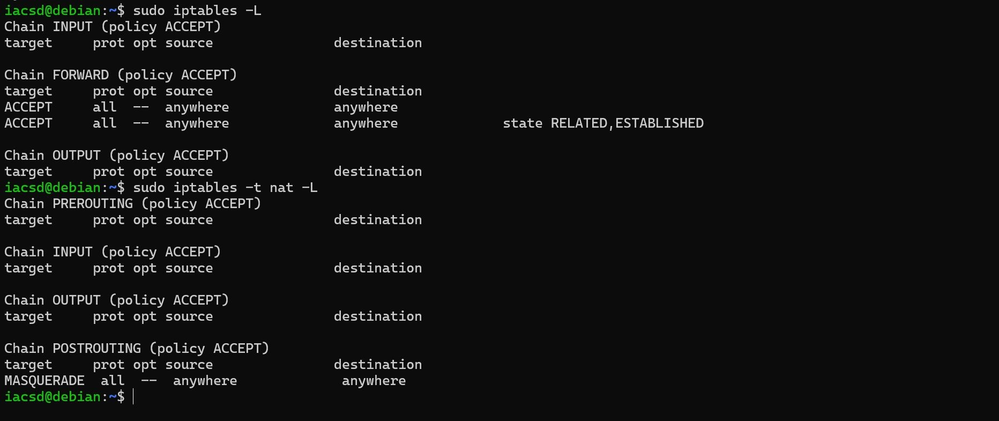 iacsd@debian:~$ sudo iptables -L
Chain INPUT (policy ACCEPT)
target     prot opt source               destination

Chain FORWARD (policy ACCEPT)
target     prot opt source               destination
ACCEPT     all  --  anywhere             anywhere
ACCEPT     all  --  anywhere             anywhere             state RELATED,ESTABLISHED

Chain OUTPUT (policy ACCEPT)
target     prot opt source               destination
iacsd@debian:~$ sudo iptables -t nat -L
Chain PREROUTING (policy ACCEPT)
target     prot opt source               destination

Chain INPUT (policy ACCEPT)
target     prot opt source               destination

Chain OUTPUT (policy ACCEPT)
target     prot opt source               destination

Chain POSTROUTING (policy ACCEPT)
target     prot opt source               destination
MASQUERADE  all  --  anywhere             anywhere
iacsd@debian:~$